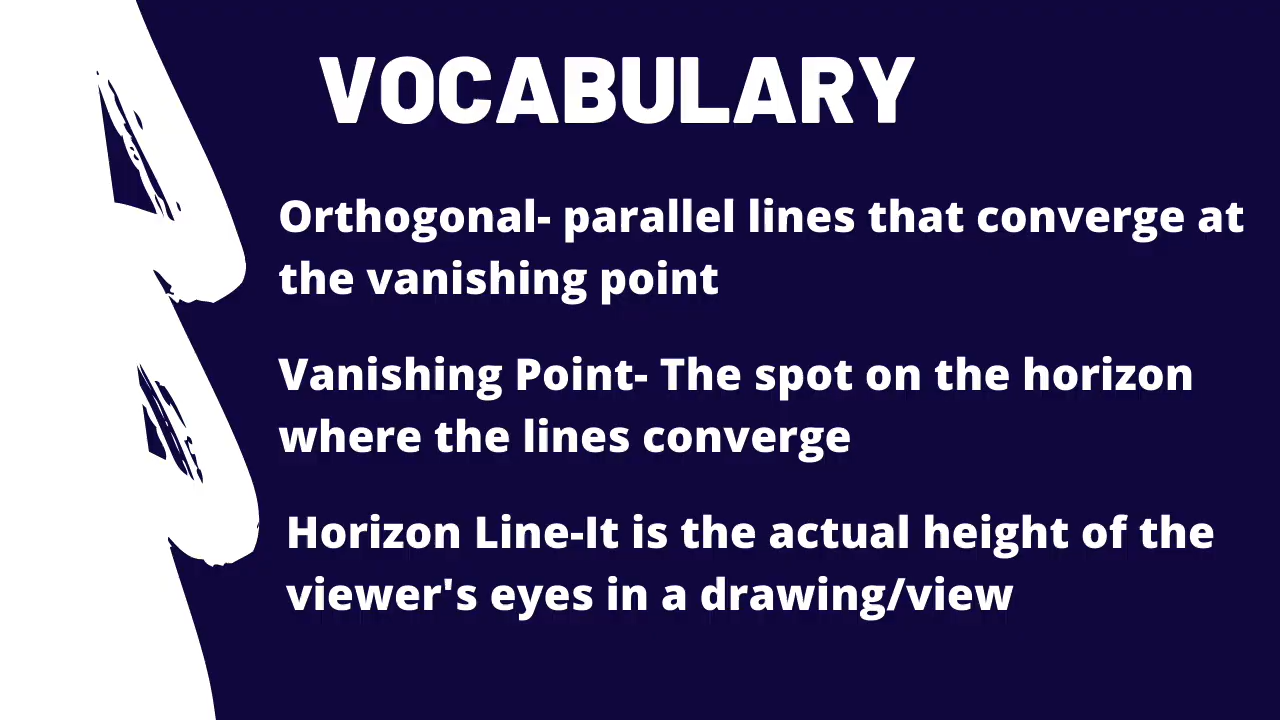 VOCABULARY
Orthogonal- parallel lines that converge at
the vanishing point
Vanishing Point- The spot on the horizon
where the lines converge
Horizon Line-It is the actual height of the
viewer's eyes in a drawing/view